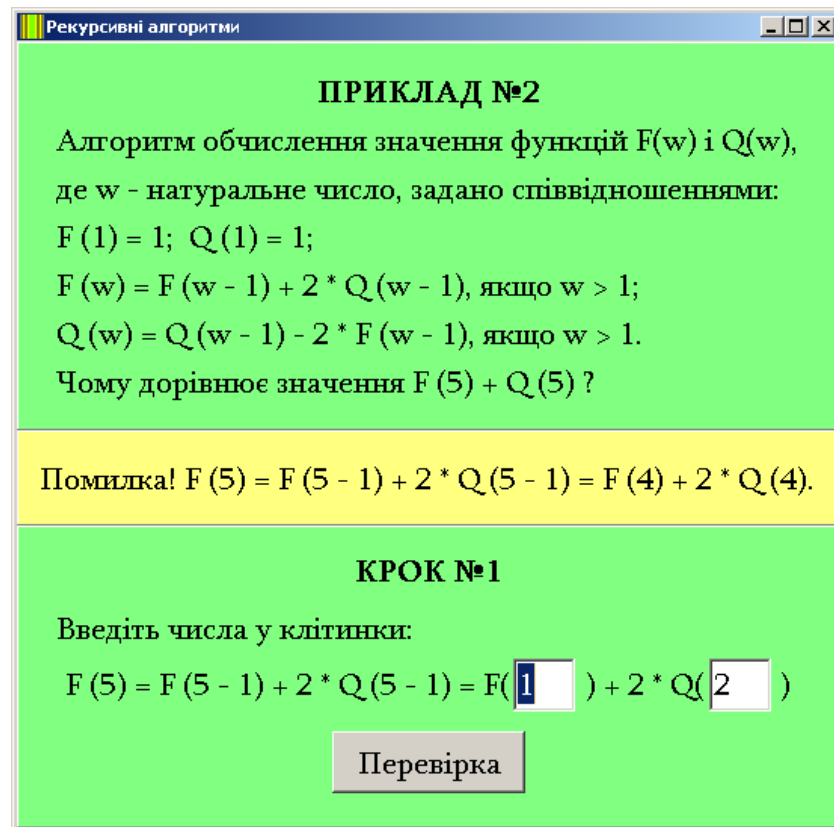 Рекурсивні алгоритми
ПРИКЛАД №2
Алгоритм обчислення значення функцій F(w) і Q(w),
де w - натуральне число, задано співвідношеннями:
F (1) = 1; Q (1) = 1;
F (w) = F (w - 1) + 2 * Q (w - 1), якщо w > 1;
Q (w) = Q (w - 1) - 2 * F (w - 1), якщо w > 1.
Чому дорівнює значення F (5) + Q (5) ?
Помилка! F (5) = F (5 - 1) + 2 * Q (5 - 1) = F (4) + 2 * Q (4).
КРОК №1
Введіть числа у клітинки:
F (5) = F (5 - 1) + 2 * Q (5 - 1) = F( 1 ) + 2 * Q( 2 )
Перевірка